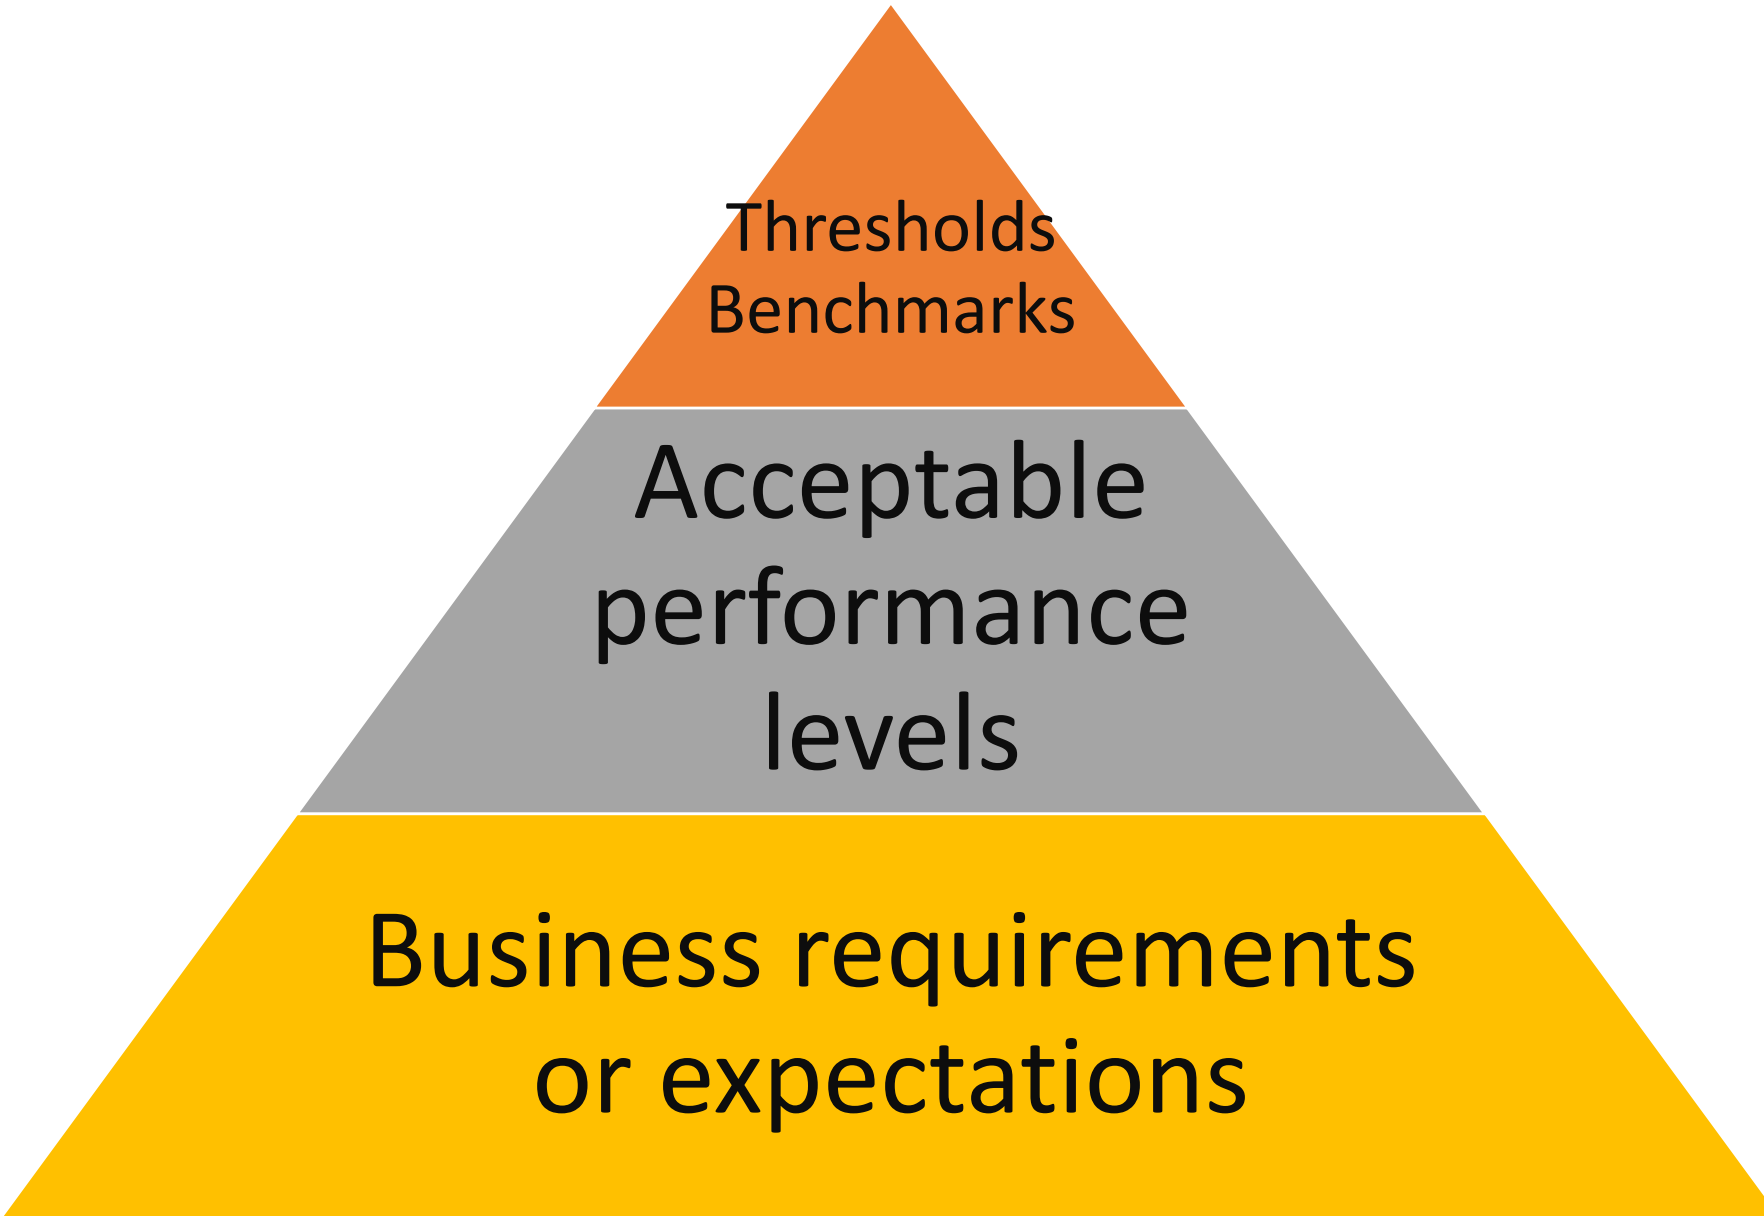 Thresholds
Benchmarks
Acceptable
performance
levels
Business requirements
or expectations